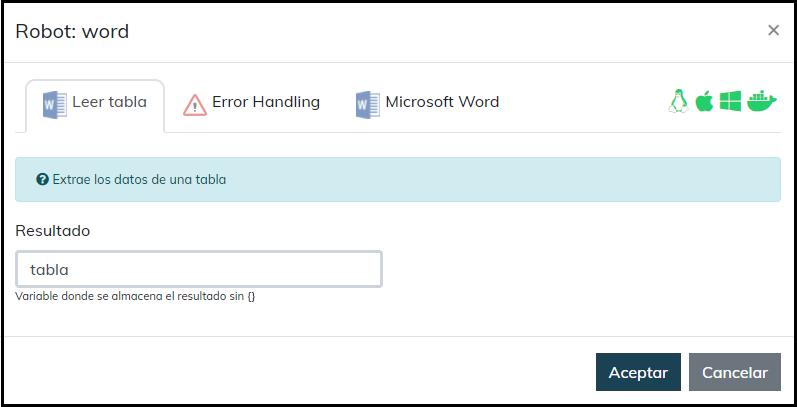 Robot: word
×
Leer tabla
Error Handling
Microsoft Word
Extrae los datos de una tabla
Resultado
tabla
Variable donde se almacena el resultado sin {}
Aceptar
Cancelar